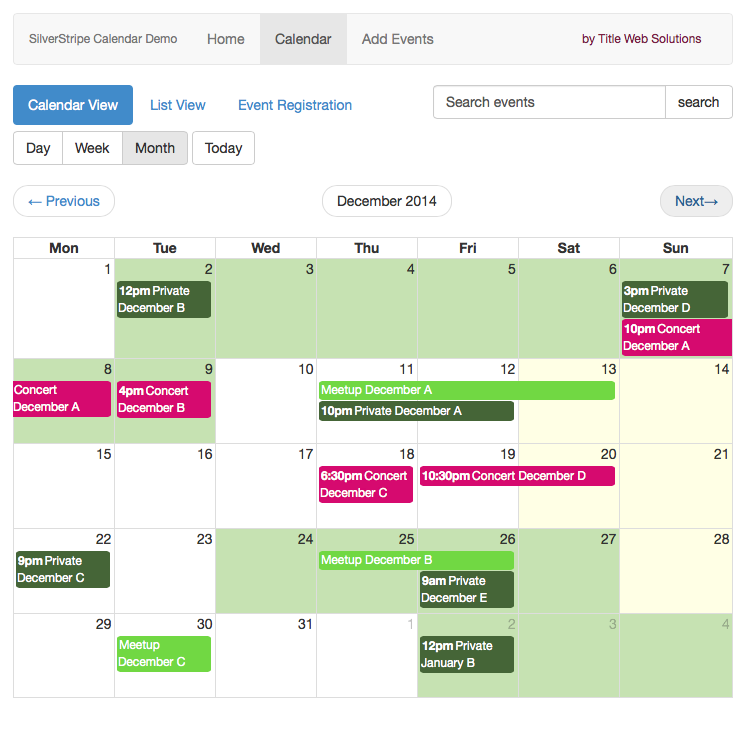 SilverStripe Calendar Demo Home Calendar Add Events by Title Web Solutions
Calendar View List View Event Registration Search events search
Day Week Month Today
← Previous December 2014 Next→
Mon Tue Wed Thu Fri Sat Sun
1 2 3 4 5 6 7
12pm Private
December B
3pm Private
December D
10pm Concert
December A
8 9 10 11 12 13 14
Concert
December A
4pm Concert
December B
Meetup December A
10pm Private December A
15 16 17 18 19 20 21
6:30pm Concert
December C
10:30pm Concert December D
22 23 24 25 26 27 28
9pm Private
December C
Meetup December B
9am Private
December E
29 30 31 1 2 3 4
Meetup
December C
12pm Private
January B